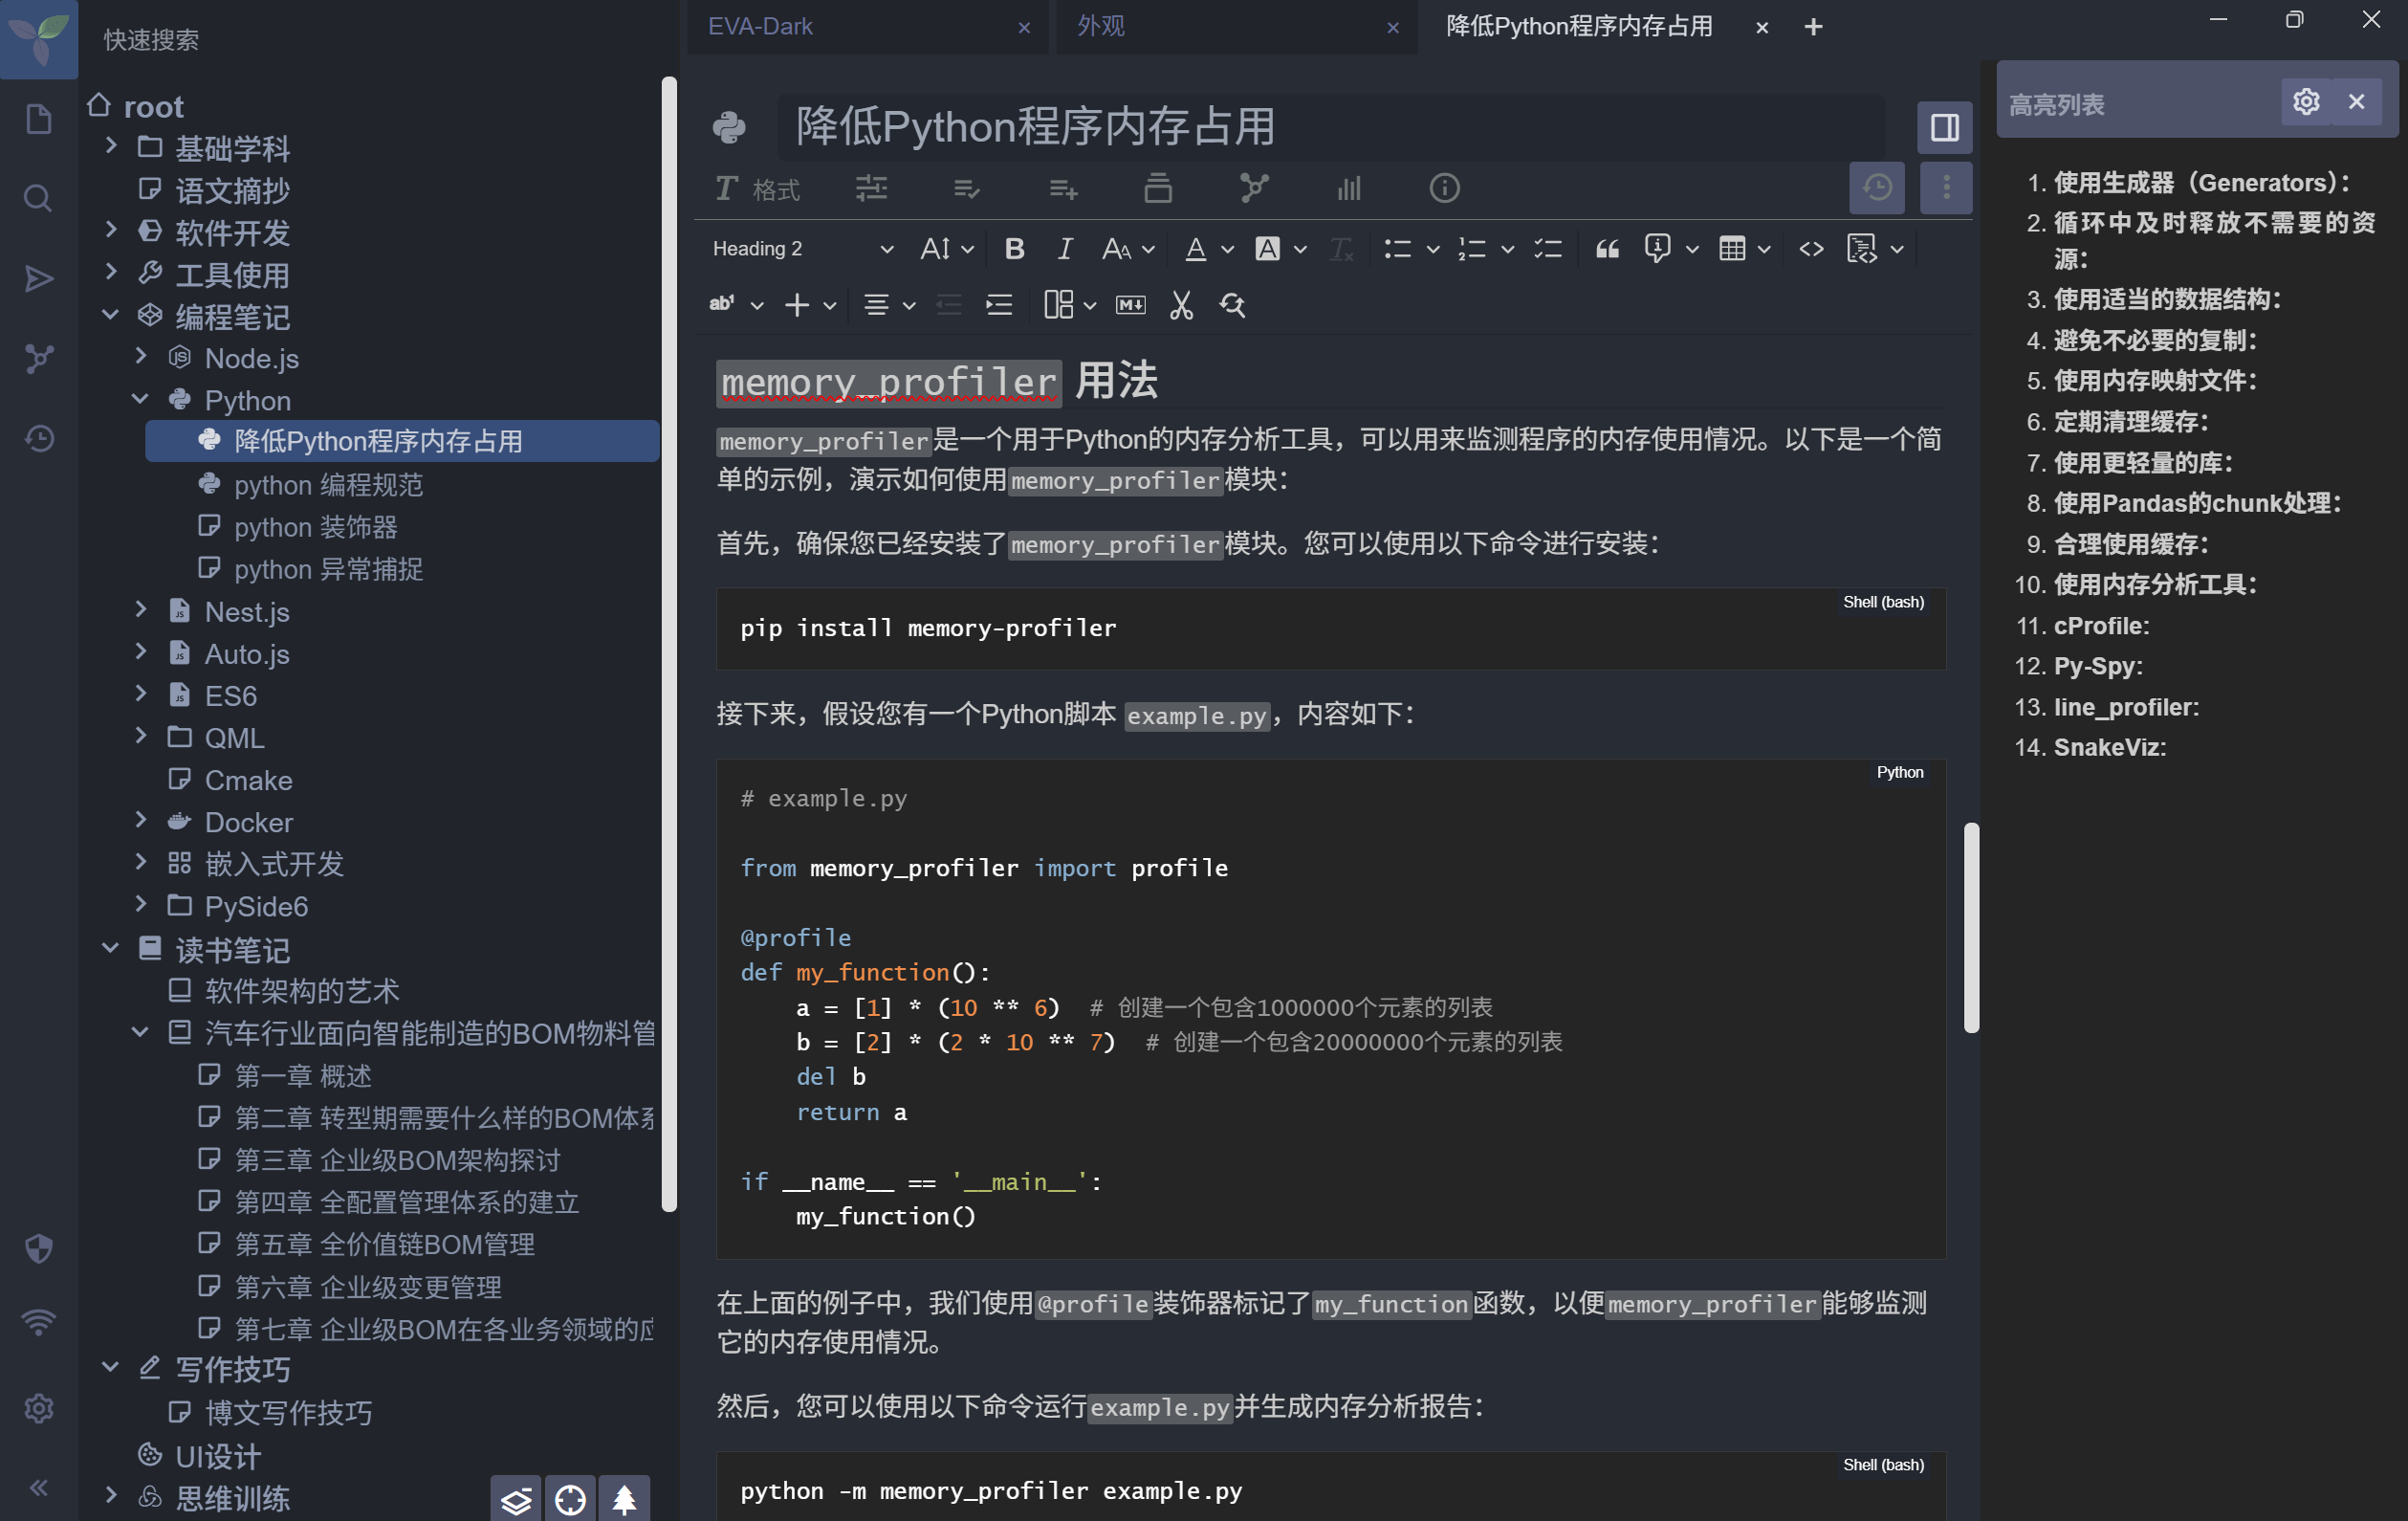 快速搜索
root
基础学科
语文摘抄
软件开发
工具使用
编程笔记
Node.js
Python
降低Python程序内存占用
python 编程规范
python 装饰器
python 异常捕捉
Nest.js
Auto.js
ES6
QML
Cmake
Docker
嵌入式开发
PySide6
读书笔记
软件架构的艺术
汽车行业面向智能制造的BOM物料管
第一章 概述
第二章 转型期需要什么样的BOM体系
第三章 企业级BOM架构探讨
第四章 全配置管理体系的建立
第五章 全价值链BOM管理
第六章 企业级变更管理
第七章 企业级BOM在各业务领域的应
写作技巧
博文写作技巧
UI设计
思维训练
EVA-Dark
外观
降低Python程序内存占用
降低Python程序内存占用
格式
Heading 2
memory_profiler 用法
memory_profiler是一个用于Python的内存分析工具，可以用来监测程序的内存使用情况。以下是一个简
单的示例，演示如何使用memory_profiler模块：
首先，确保您已经安装了memory_profiler模块。您可以使用以下命令进行安装：
Shell (bash)
pip install memory-profiler
接下来，假设您有一个Python脚本 example.py，内容如下：
Python
# example.py
from memory_profiler import profile
@profile
def my_function():
    a = [1] * (10 ** 6)  # 创建一个包含1000000个元素的列表
    b = [2] * (2 * 10 ** 7)  # 创建一个包含20000000个元素的列表
    del b
    return a
if __name__ == '__main__':
    my_function()
在上面的例子中，我们使用@profile装饰器标记了my_function函数，以便memory_profiler能够监测
它的内存使用情况。
然后，您可以使用以下命令运行example.py并生成内存分析报告：
Shell (bash)
python -m memory_profiler example.py
高亮列表
1. 使用生成器（Generators）：
2. 循环中及时释放不需要的资
源：
3. 使用适当的数据结构：
4. 避免不必要的复制：
5. 使用内存映射文件：
6. 定期清理缓存：
7. 使用更轻量的库：
8. 使用Pandas的chunk处理：
9. 合理使用缓存：
10. 使用内存分析工具：
11. cProfile:
12. Py-Spy:
13. line_profiler:
14. SnakeViz: